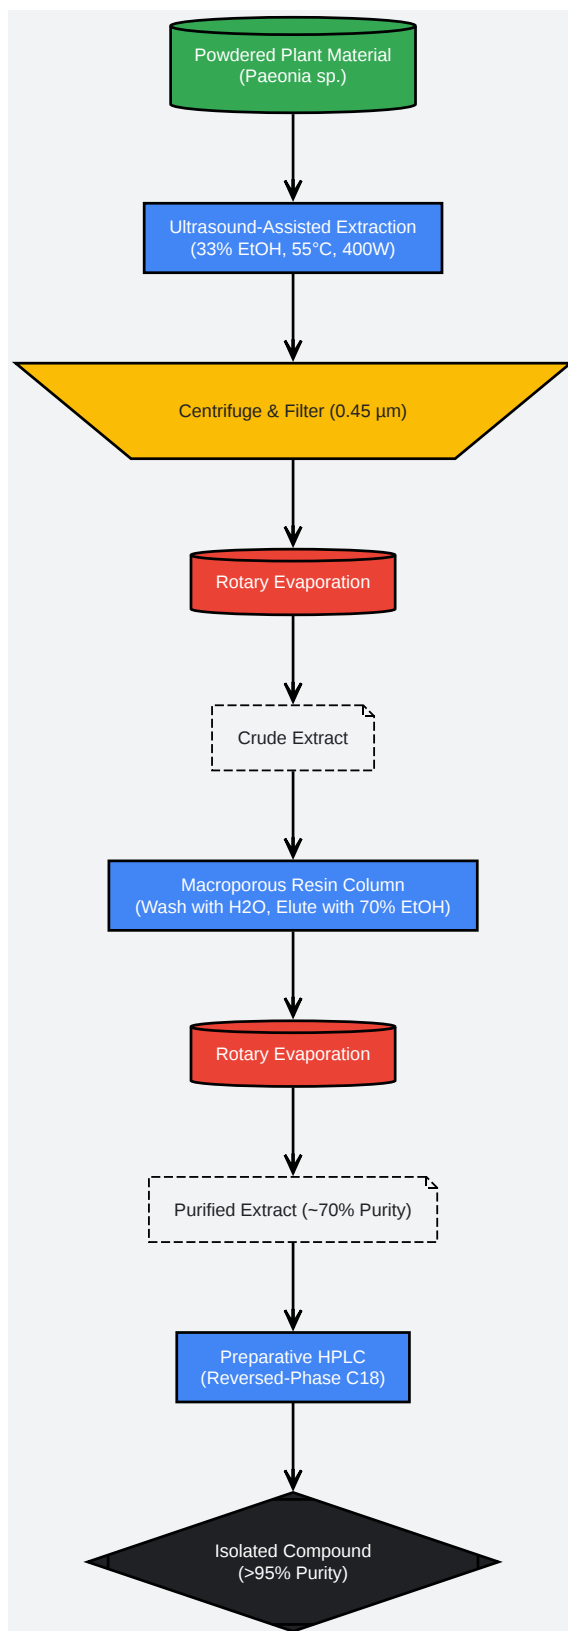 Powdered Plant Material
(Paeonia sp.)
Ultrasound-Assisted Extraction
(33% EtOH, 55°C, 400W)
Centrifuge & Filter (0.45 µm)
Rotary Evaporation
Crude Extract
Macroporous Resin Column
(Wash with H2O, Elute with 70% EtOH)
Rotary Evaporation
Purified Extract (~70% Purity)
Preparative HPLC
(Reversed-Phase C18)
Isolated Compound
(>95% Purity)